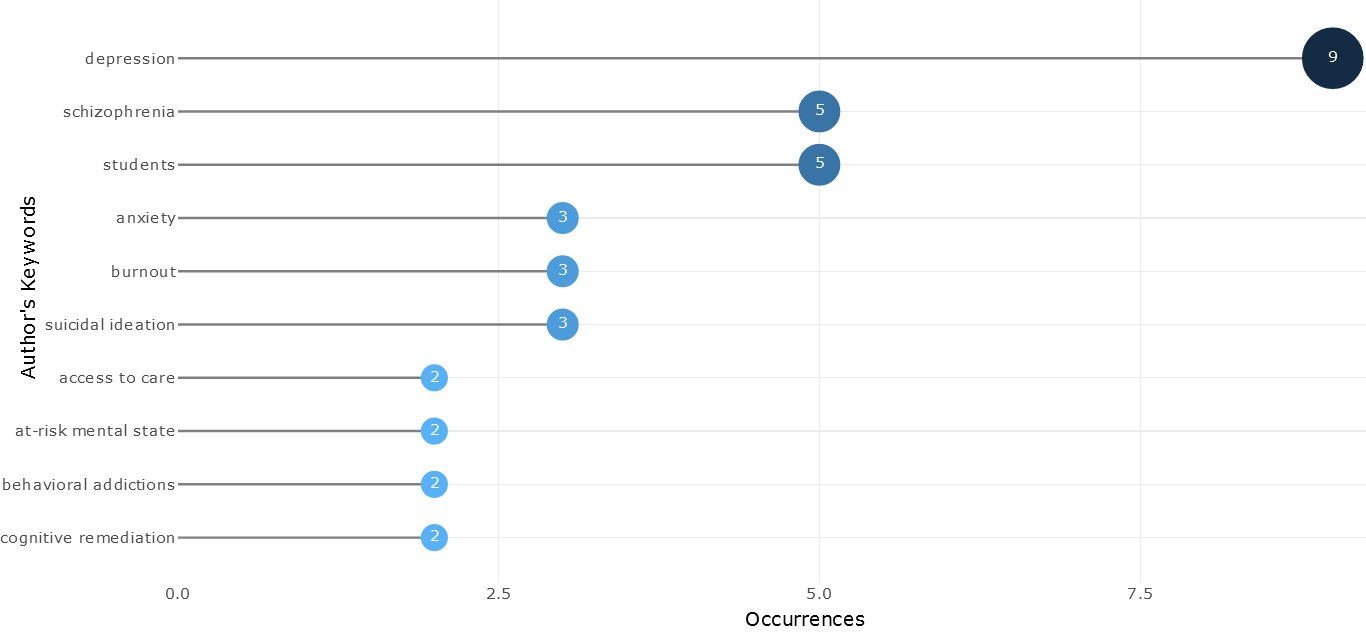 Author's Keywords
depression 9
schizophrenia 5
students 5
anxiety 3
burnout 3
suicidal ideation 3
access to care 2
at-risk mental state 2
behavioral addictions 2
cognitive remediation 2
0.0 2.5 5.0 7.5
Occurrences